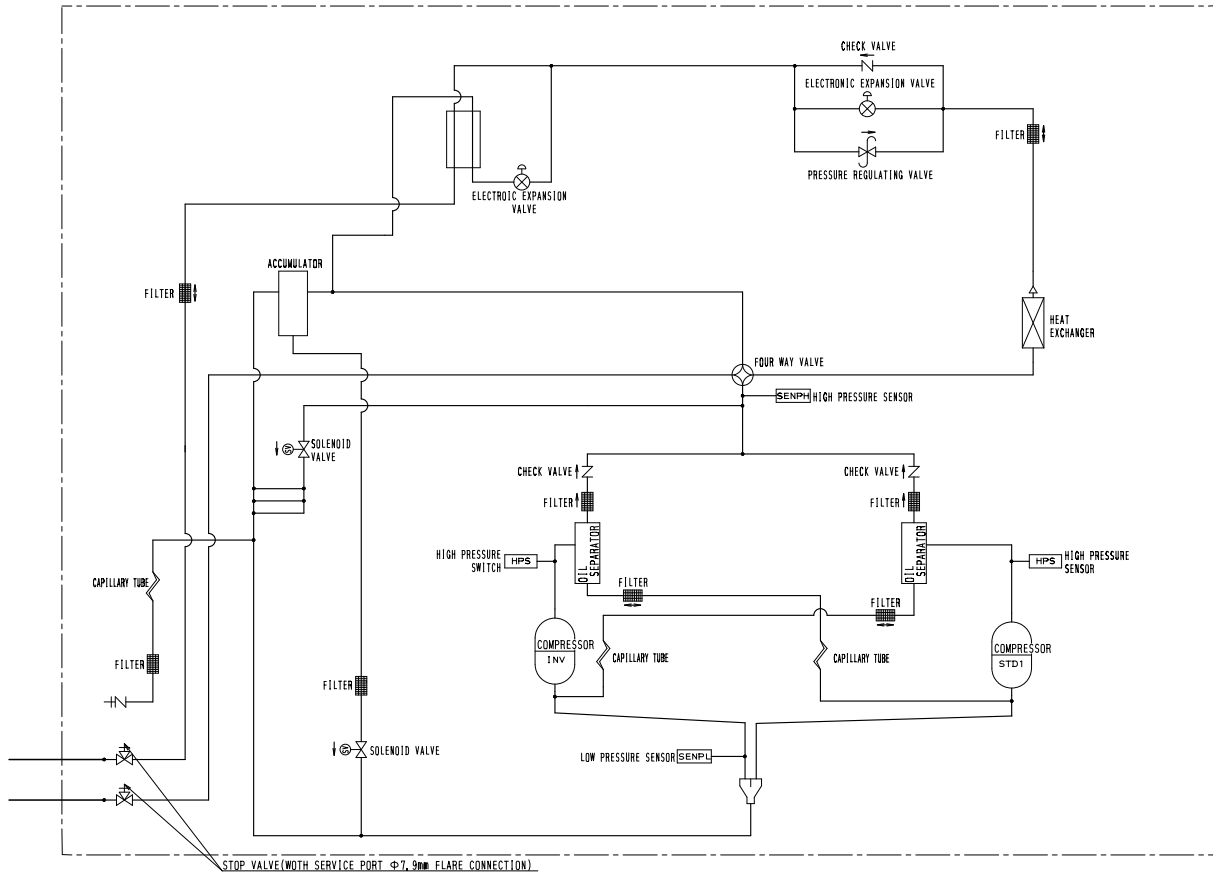 CHECK VALVE
ELECTRONIC EXPANSION VALVE
FILTER
PRESSURE REGULATING VALVE
ELECTROIC EXPANSION
VALVE
ACCUMULATOR
FILTER
HEAT
EXCHANGER
FOUR WAY VALVE
SENPH
HIGH PRESSURE SENSOR
SV
SOLENOID
VALVE
CHECK VALVE
CHECK VALVE
FILTER
FILTER
OIL
SEPARATOR
OIL
SEPARATOR
HIGH PRESSURE
SWITCH
HPS
HPS
HIGH PRESSURE
SENSOR
CAPILLARY TUBE
FILTER
FILTER
COMPRESSOR
INV
CAPILLARY TUBE
CAPILLARY TUBE
COMPRESSOR
STD1
FILTER
FILTER
SV
SOLENOID VALVE
LOW PRESSURE SENSOR
SENPL
STOP VALVE(WOTH SERVICE PORT Φ7.9mm FLARE CONNECTION)